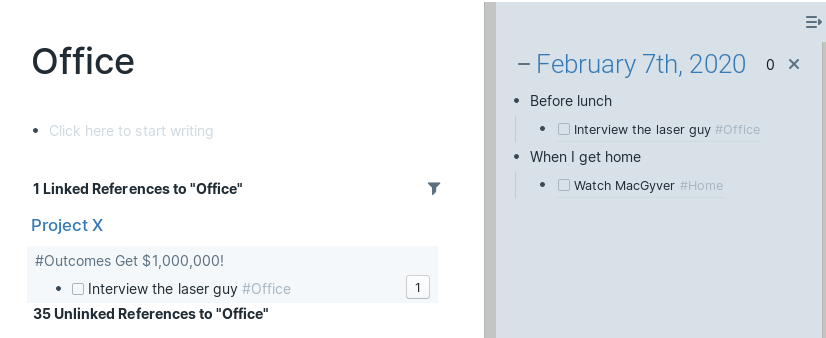 Office
Click here to start writing
1 Linked References to "Office"
Project X
#Outcomes Get $1,000,000!
Interview the laser guy #Office
1
35 Unlinked References to "Office"
February 7th, 2020
0
Before lunch
Interview the laser guy #Office
When I get home
Watch MacGyver #Home